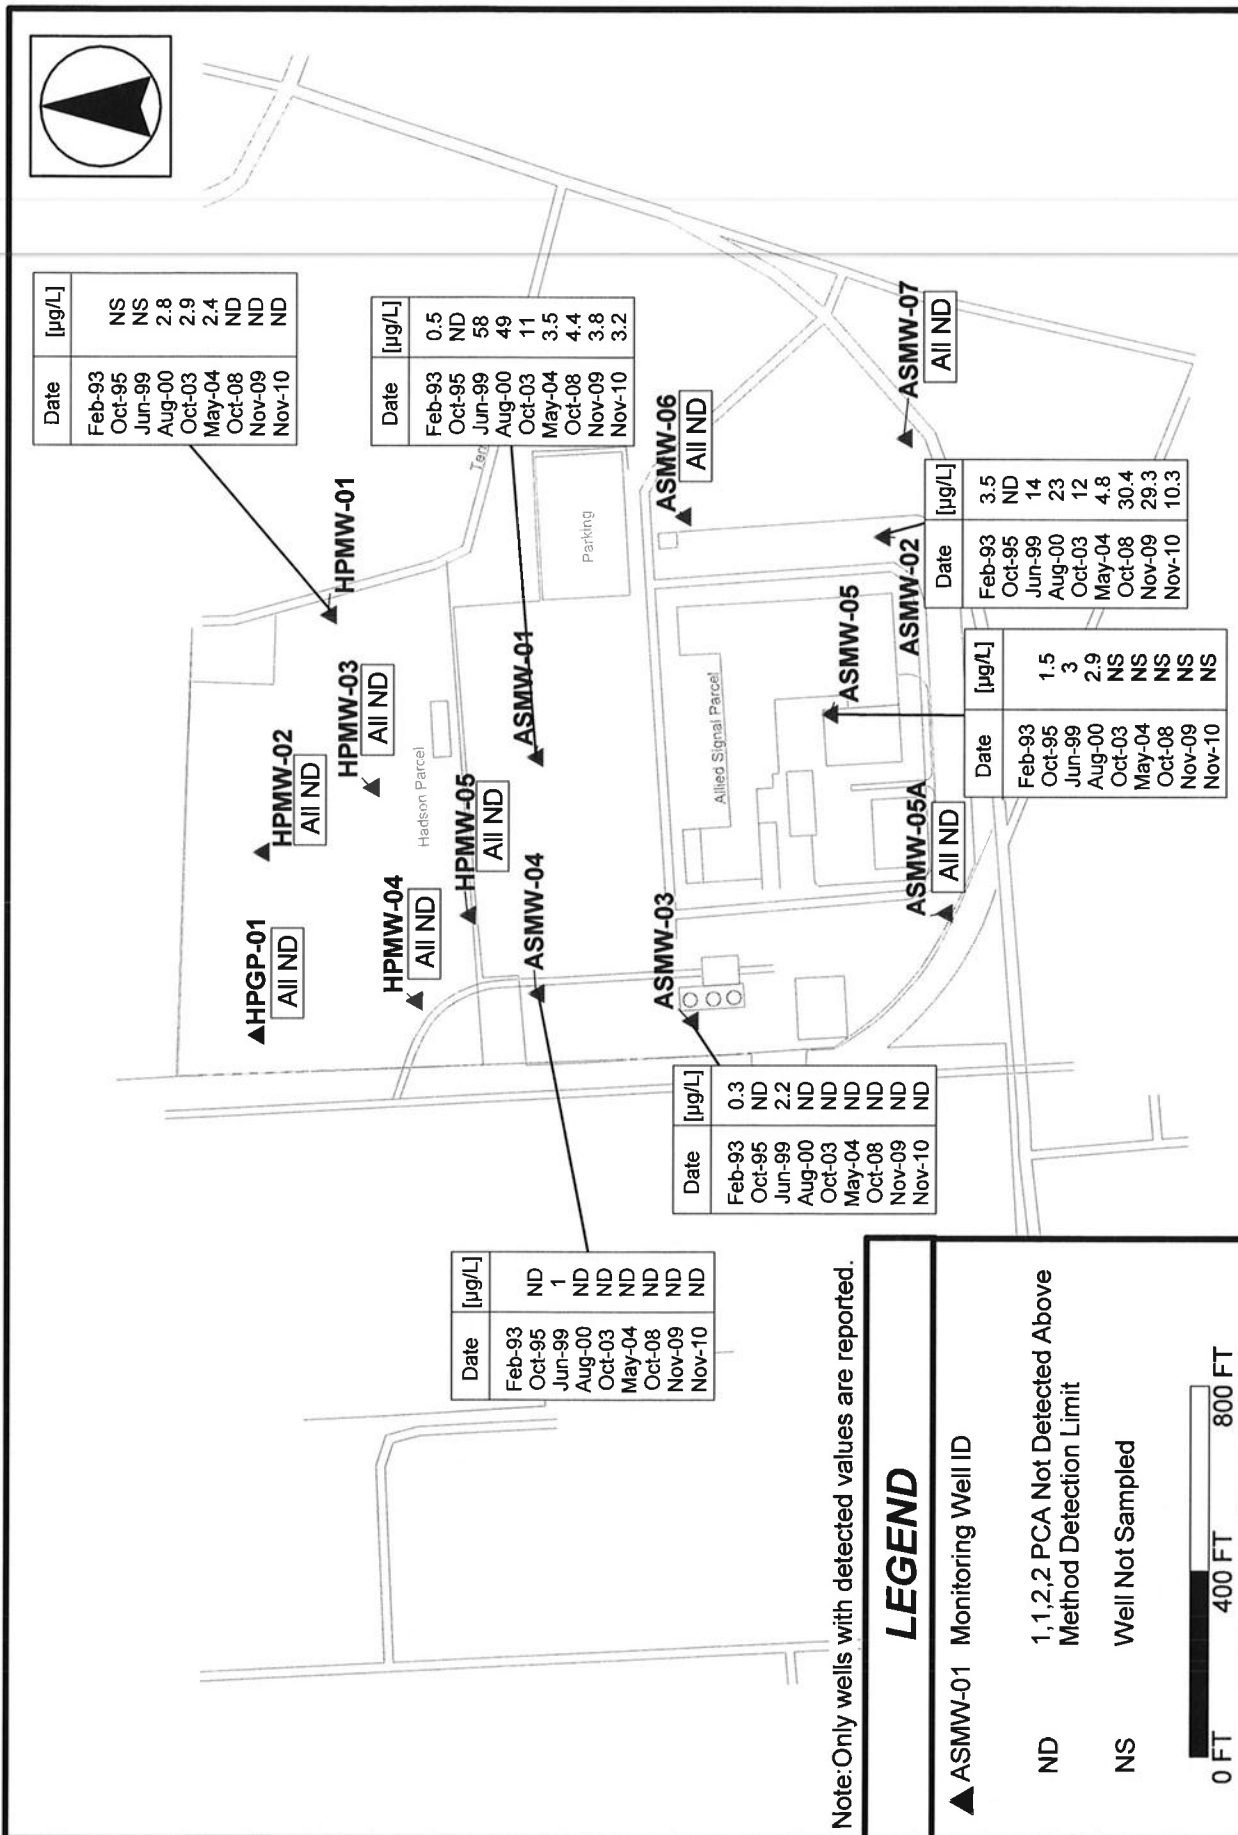 Date [µg/L]
Feb-93
Oct-95 NS
Jun-99 NS
Aug-00 2.8
Oct-03 2.9
May-04 2.4
Oct-08 ND
Nov-09 ND
Nov-10 ND
HPGP-01
All ND
HPMW-02
All ND
HPMW-01
HPMW-03
All ND
HPMW-04
All ND
Hadson Parcel
HPMW-05
All ND
Date [µg/L]
Feb-93 0.5
Oct-95 ND
Jun-99 58
Aug-00 49
Oct-03 11
May-04 3.5
Oct-08 4.4
Nov-09 3.8
Nov-10 3.2
ASMW-04
ASMW-01
Parking
Date [µg/L]
Feb-93
Oct-95 ND
Jun-99 1
Aug-00 ND
Oct-03 ND
May-04 ND
Oct-08 ND
Nov-09 ND
Nov-10 ND
ASMW-03
ASMW-06
All ND
Allied Signal Parcel
Date [µg/L]
Feb-93 0.3
Oct-95 ND
Jun-99 2.2
Aug-00 ND
Oct-03 ND
May-04 ND
Oct-08 ND
Nov-09 ND
Nov-10 ND
ASMW-05
ASMW-02
ASMW-07
All ND
ASMW-05A
All ND
Date [µg/L]
Feb-93 3.5
Oct-95 ND
Jun-99 14
Aug-00 23
Oct-03 12
May-04 4.8
Oct-08 30.4
Nov-09 29.3
Nov-10 10.3
Date [µg/L]
Feb-93
Oct-95 1.5
Jun-99 3
Aug-00 2.9
Oct-03 NS
May-04 NS
Oct-08 NS
Nov-09 NS
Nov-10 NS
Note:Only wells with detected values are reported.
LEGEND
ASMW-01 Monitoring Well ID
ND 1,1,2,2 PCA Not Detected Above
Method Detection Limit
NS Well Not Sampled
0 FT 400 FT 800 FT